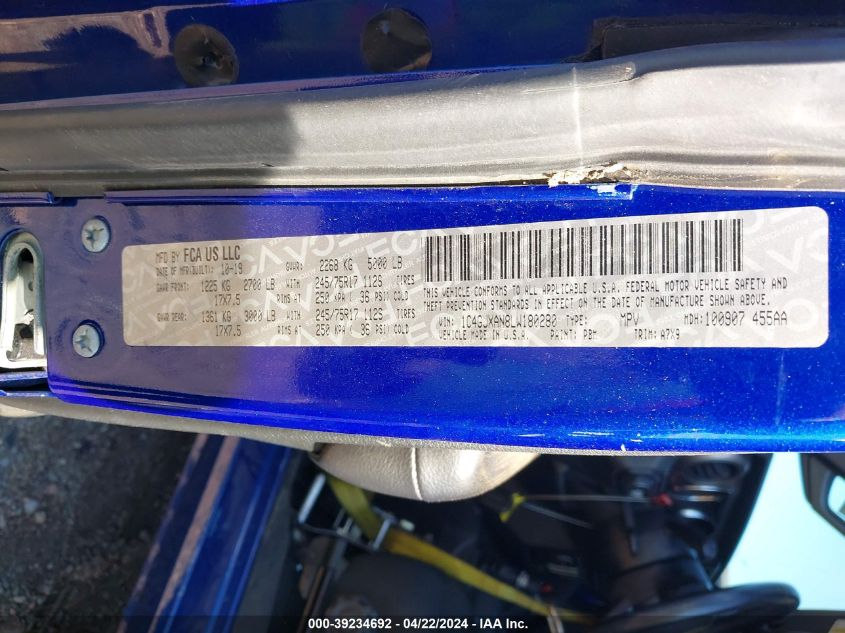 MFD BY FCA US LLC
DATE OF MFR(BUILT): 10-19 GVWR: 2268 KG 5000 LB
GAWR FRONT: 1225 KG 2700 LB 245/75R17 112S TIRES
17X7.5 RIMS AT 250 KPA ( 36 PSI) COLD
GAWR REAR: 1361 KG 3000 LB 245/75R17 112S TIRES
17X7.5 RIMS AT 250 KPA ( 36 PSI) COLD
THIS VEHICLE CONFORMS TO ALL APPLICABLE U.S.A. FEDERAL MOTOR VEHICLE SAFETY AND
THEFT PREVENTION STANDARDS IN EFFECT ON THE DATE OF MANUFACTURE SHOWN ABOVE.
VIN: 1C4GJXAN8LW180280 TYPE: MPV MDH: 100907 455AA
VEHICLE MADE IN U.S.A. PAINT: PBM TRIM: A7X9
000-39234692 - 04/22/2024 - IAA Inc.